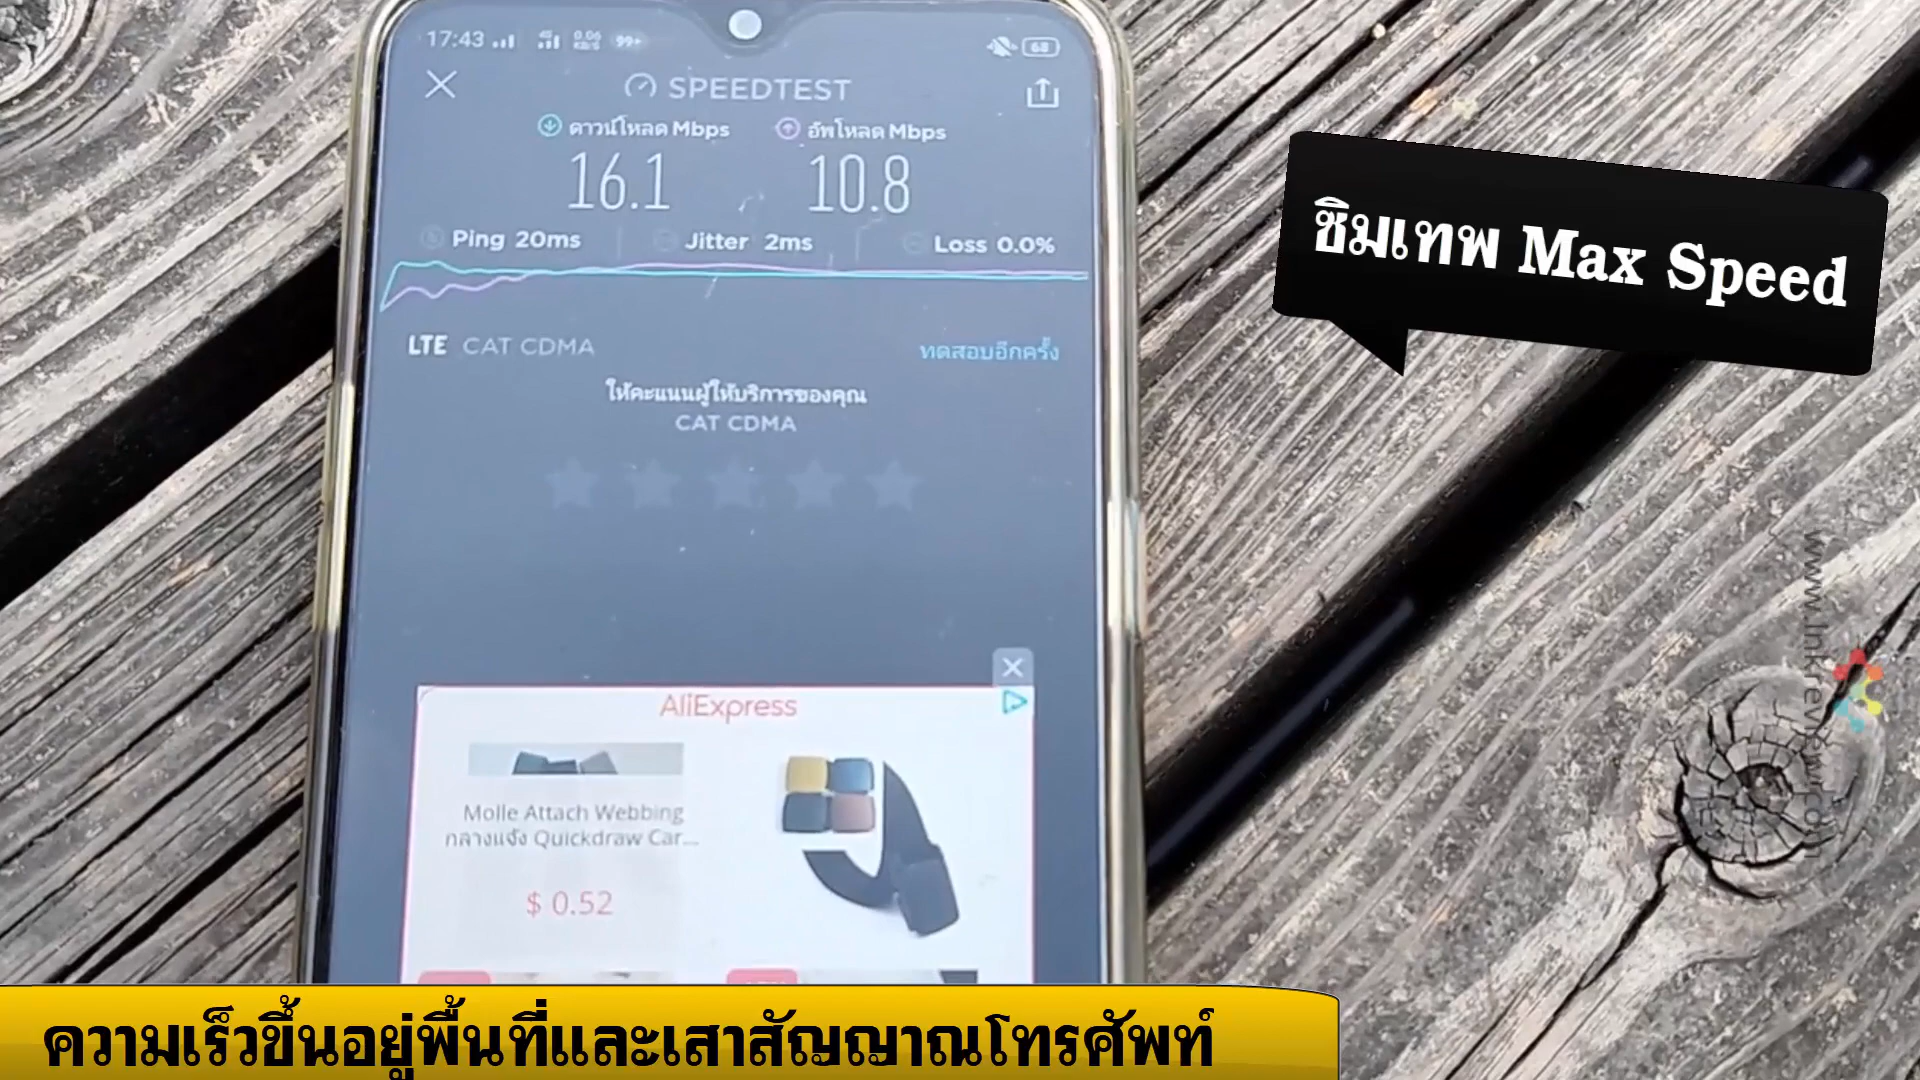 17:43
0.06
KB/S
99+
68
SPEEDTEST
ดาวน์โหลด Mbps
อัพโหลด Mbps
16.1
10.8
Ping 20ms
Jitter 2ms
Loss 0.0%
LTE CAT CDMA
ทดสอบอีกครั้ง
ให้คะแนนผู้ให้บริการของคุณ
CAT CDMA
ซิมเทพ Max Speed
AliExpress
Molle Attach Webbing
กลางแจ้ง Quickdraw Car...
$ 0.52
ความเร็วขึ้นอยู่พื้นที่และเสาสัญญาณโทรศัพท์